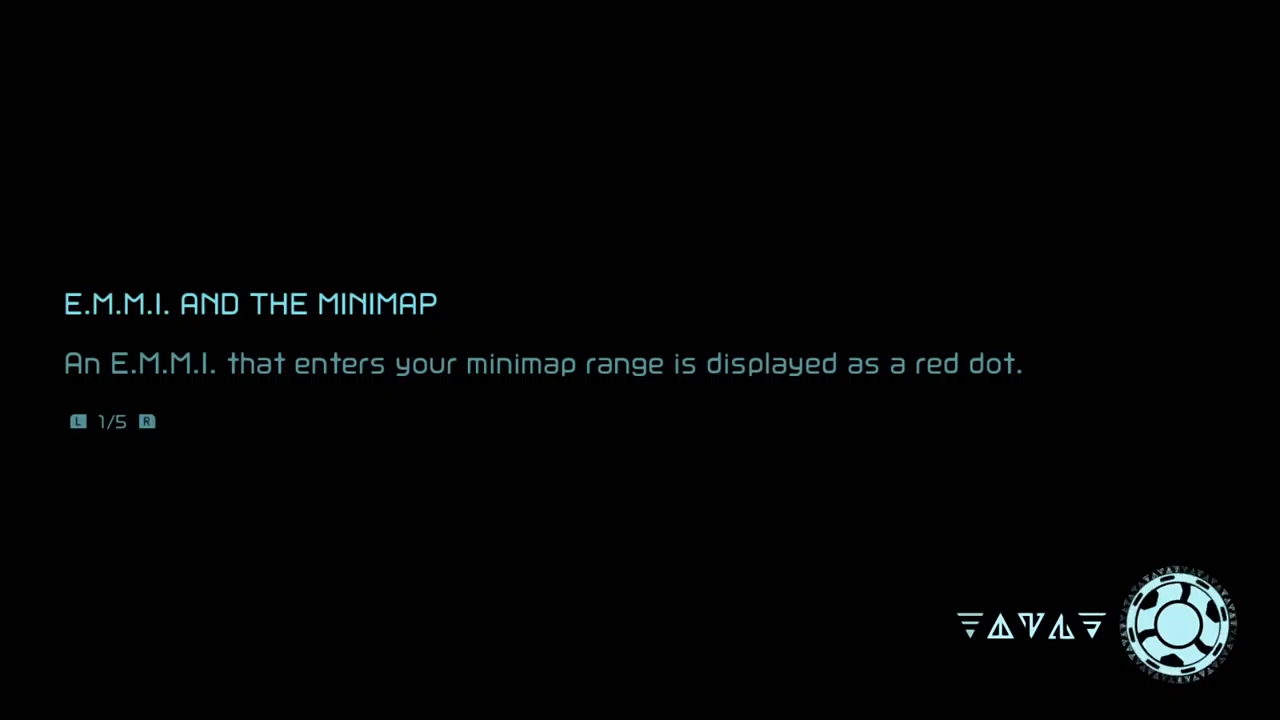 E.M.M.I. AND THE MINIMAP
An E.M.M.I. that enters your minimap range is displayed as a red dot.
L 1/5 R